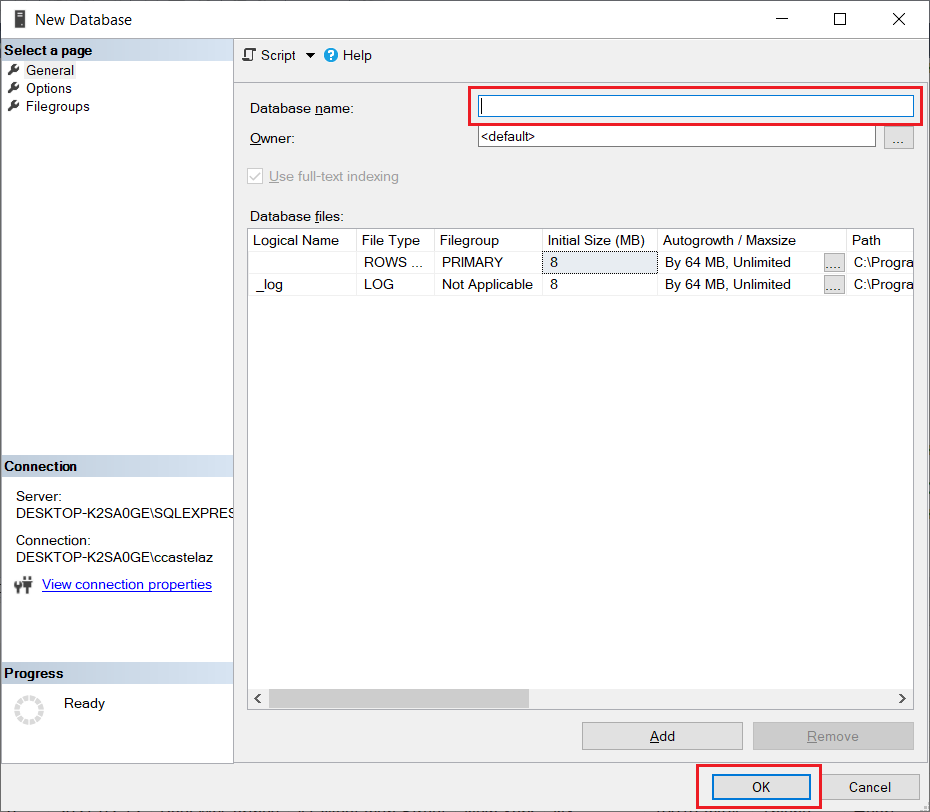 New Database
Select a page
General
Options
Filegroups
Script
Help
Database name:
Owner:
<default>
...
Use full-text indexing
Database files:
Logical Name File Type Filegroup Initial Size (MB) Autogrowth / Maxsize Path
ROWS ... PRIMARY 8 By 64 MB, Unlimited .... C:\Progra
_log LOG Not Applicable 8 By 64 MB, Unlimited .... C:\Progra
Connection
Server:
DESKTOP-K2SA0GE\SQLEXPRES
Connection:
DESKTOP-K2SA0GE\ccastelaz
View connection properties
Progress
Ready
Add Remove
OK Cancel